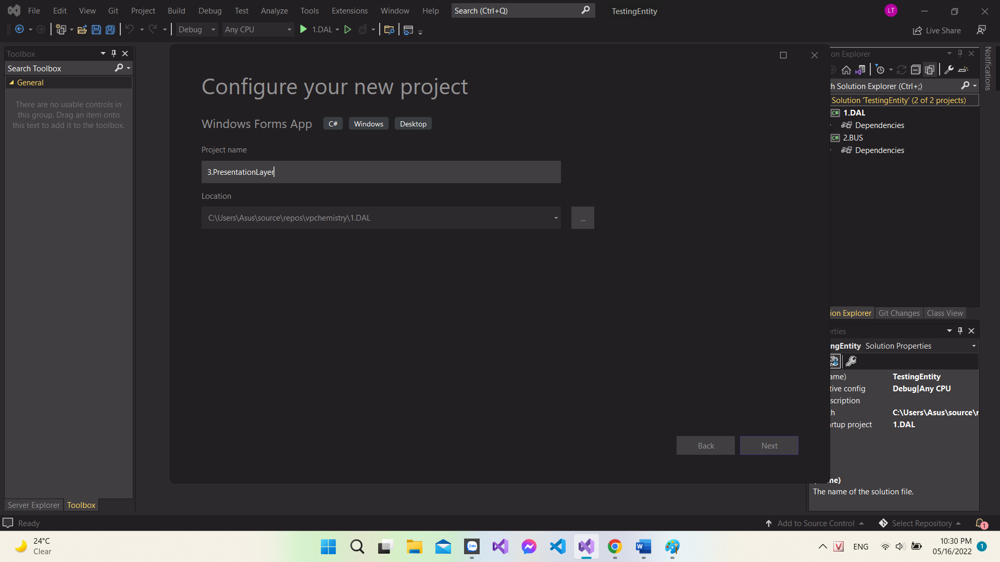 File Edit View Git Project Build Debug Test Analyze Tools Extensions Window Help Search (Ctrl+Q) TestingEntity LT
Debug Any CPU 1.DAL Live Share
Toolbox
Search Toolbox
General
There are no usable controls in
this group. Drag an item onto
this text to add it to the toolbox.
Server Explorer Toolbox
Configure your new project
Windows Forms App C# Windows Desktop
Project name
3.PresentationLayer
Location
C:\Users\Asus\source\repos\vpchemistry\1.DAL
...
Back Next
on Explorer
h Solution Explorer (Ctrl+;)
Solution 'TestingEntity' (2 of 2 projects)
C# 1.DAL
Dependencies
C# 2.BUS
Dependencies
ion Explorer Git Changes Class View
erties
ngEntity Solution Properties
ame) TestingEntity
tive config Debug|Any CPU
scription
th C:\Users\Asus\source\r
artup project 1.DAL
me)
The name of the solution file.
Notifications
Ready Add to Source Control Select Repository 1
24°C
Clear
Zalo
W
V ENG
10:30 PM
05/16/2022
1